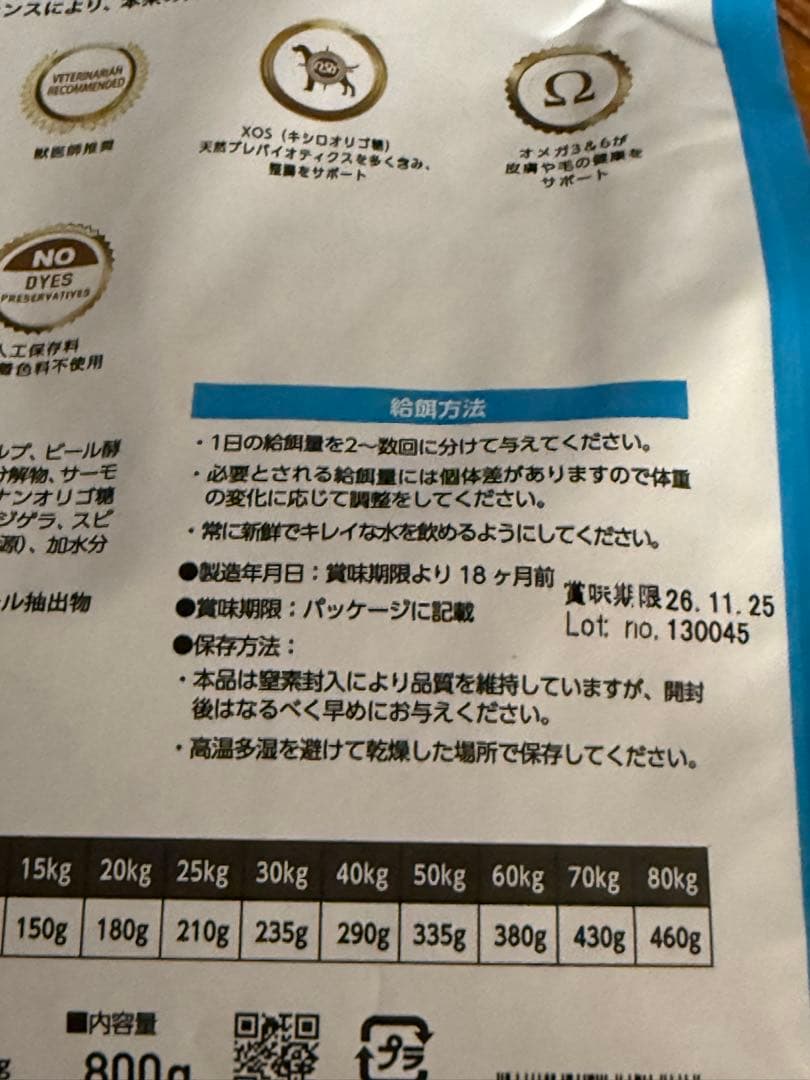 ンスにより、本来の
VETERINARIAN
RECOMMENDED
獣医師推奨
XOS（キシロオリゴ糖）
天然プレバイオティクスを多く含み、
整腸をサポート
Ω
オメガ3&6が
皮膚や毛の健康を
サポート
NO
DYES
PRESERVATIVES
人工保存料
着色料不使用
ルプ、ビール酵
分解物、サーモ
ナンオリゴ糖
ジゲラ、スピ
源)、加水分
ル抽出物
給餌方法
・1日の給餌量を2～数回に分けて与えてください。
・必要とされる給餌量には個体差がありますので体重
の変化に応じて調整をしてください。
・常に新鮮でキレイな水を飲めるようにしてください。
●製造年月日：賞味期限より 18 ヶ月前
●賞味期限：パッケージに記載
賞味期限26.11.25
Lot. no. 130045
●保存方法：
・本品は窒素封入により品質を維持していますが、開封
後はなるべく早めにお与えください。
・高温多湿を避けて乾燥した場所で保存してください。
15kg 20kg 25kg 30kg 40kg 50kg 60kg 70kg 80kg
150g 180g 210g 235g 290g 335g 380g 430g 460g
■内容量
800g
プラ